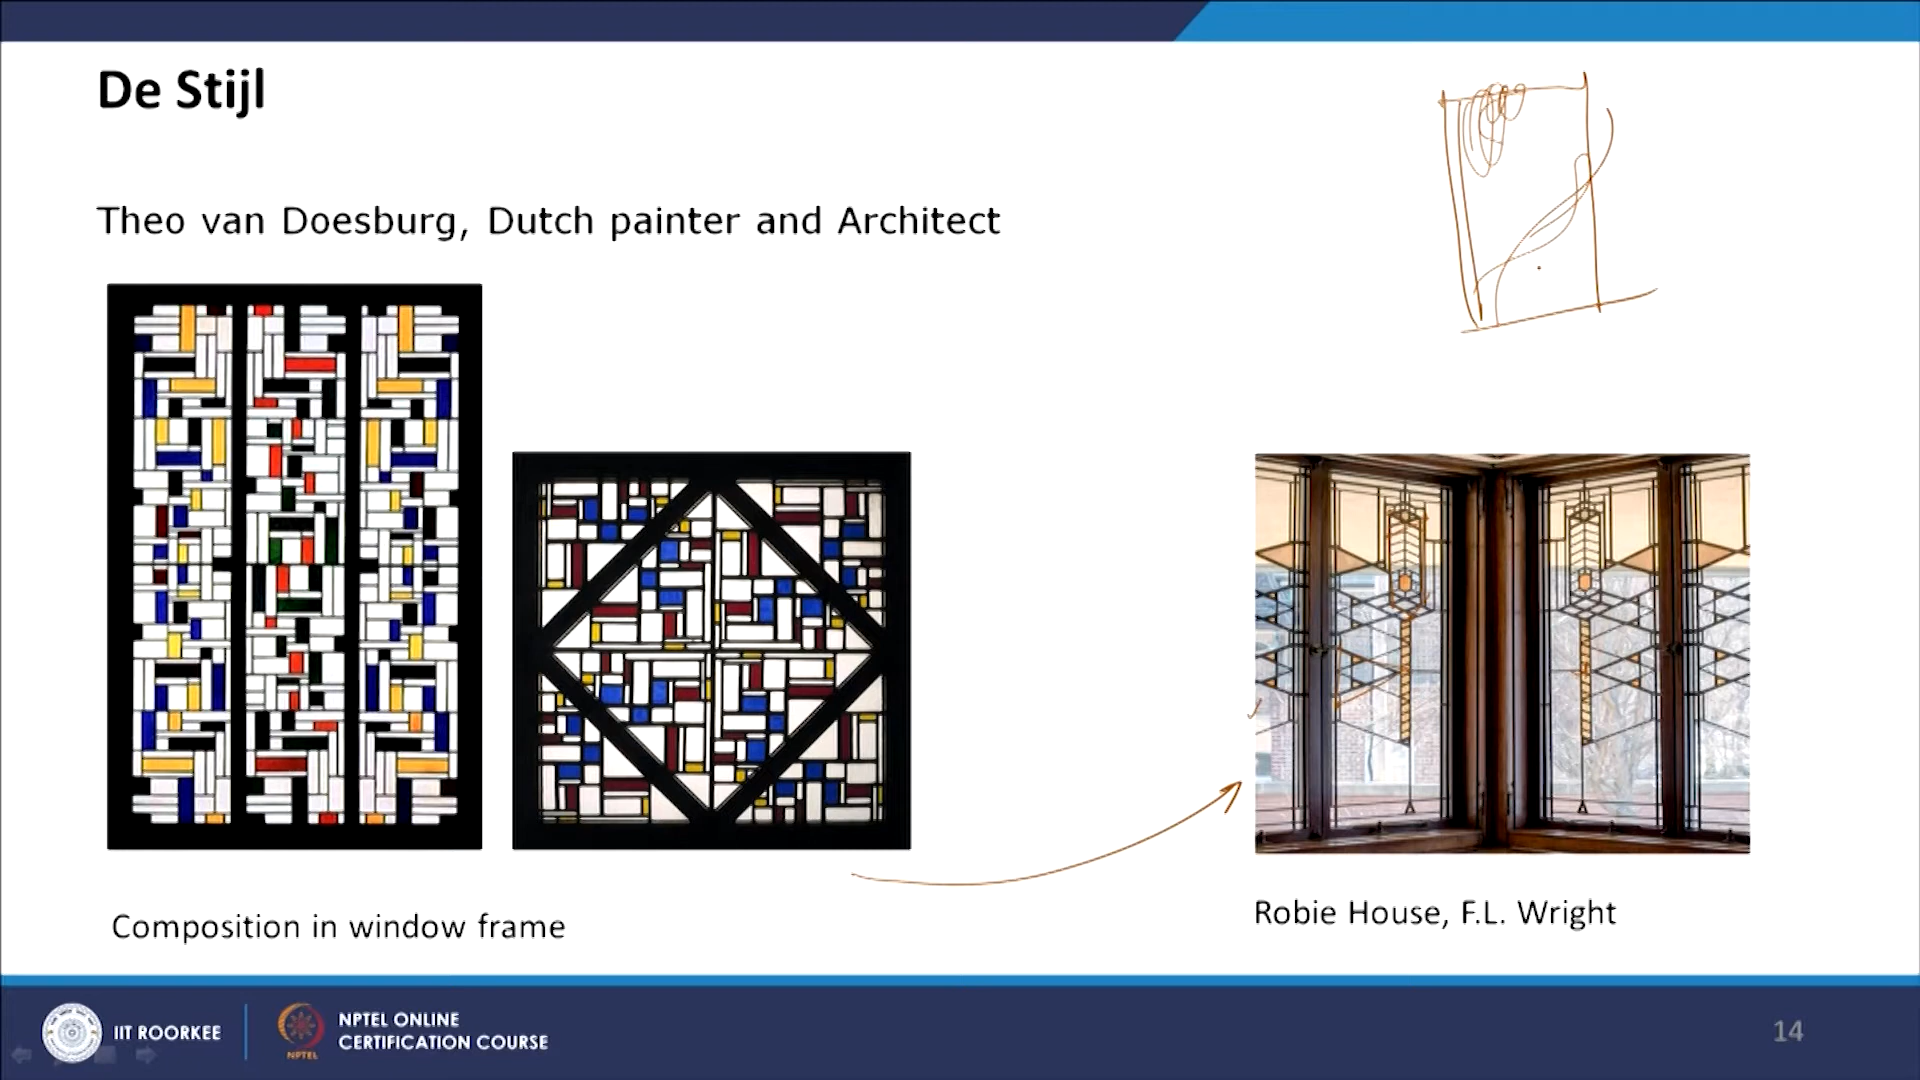 De Stijl
Theo van Doesburg, Dutch painter and Architect
Composition in window frame
Robie House, F.L. Wright
IIT ROORKEE
NPTEL
NPTEL ONLINE
CERTIFICATION COURSE
14